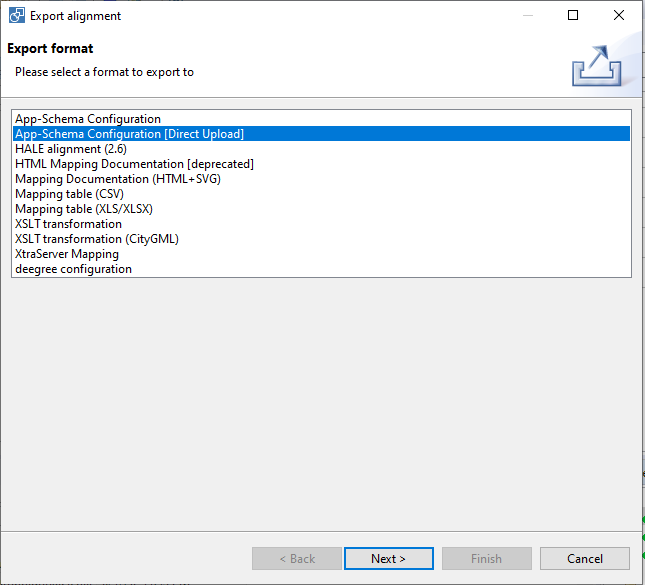 Export alignment
Export format
Please select a format to export to
App-Schema Configuration
App-Schema Configuration [Direct Upload]
HALE alignment (2.6)
HTML Mapping Documentation [deprecated]
Mapping Documentation (HTML+SVG)
Mapping table (CSV)
Mapping table (XLS/XLSX)
XSLT transformation
XSLT transformation (CityGML)
XtraServer Mapping
deegree configuration
< Back
Next >
Finish
Cancel